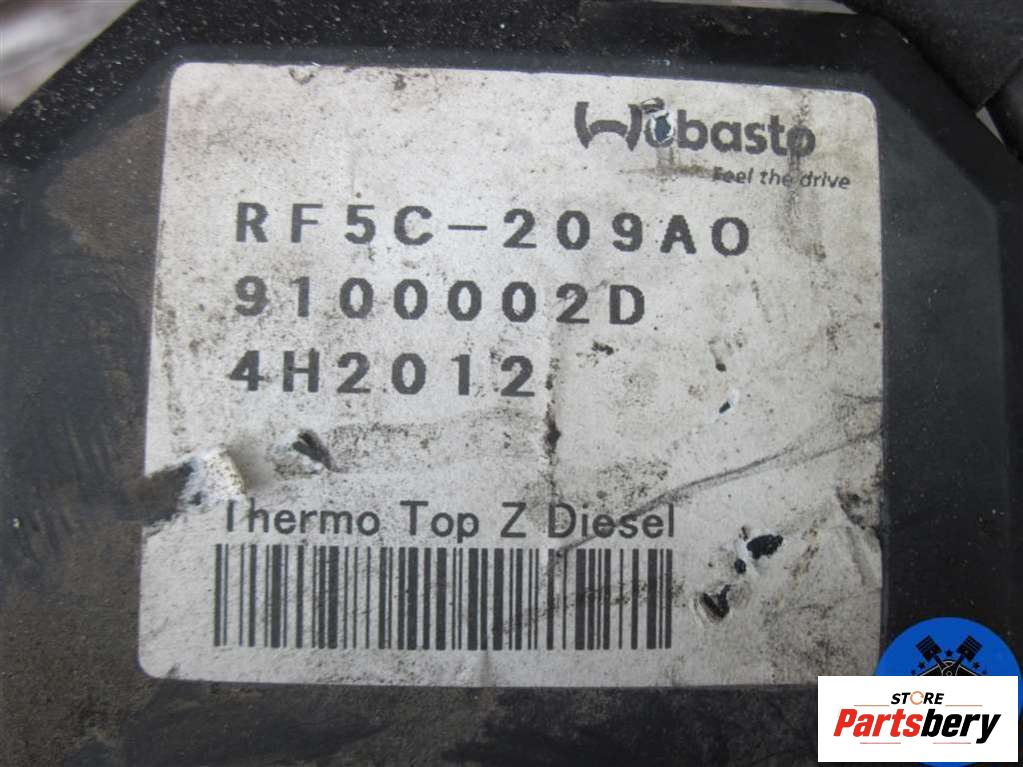 Webasto
Feel the drive
RF5C-209A0
9100002D
4H2012
Thermo Top Z Diesel
STORE
Partsbery